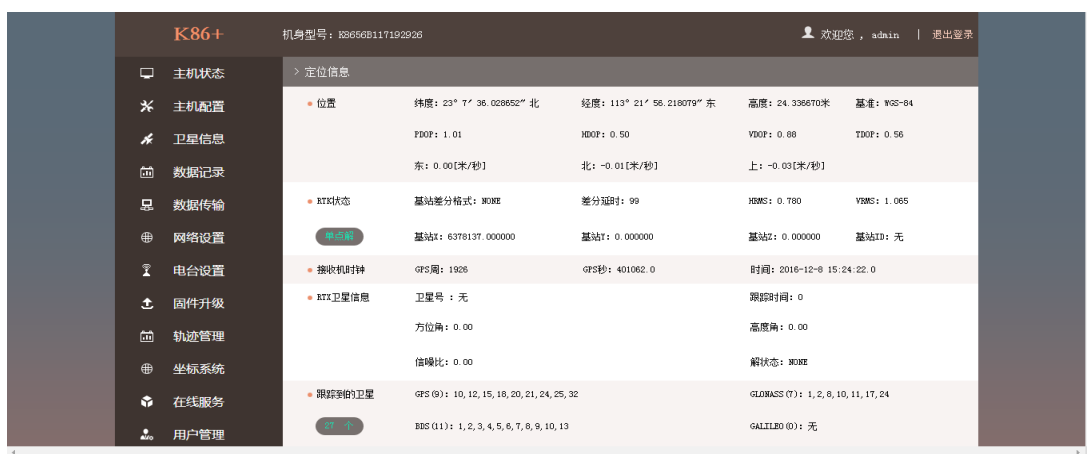 K86+ 机身型号：K8656B117192926 欢迎您 , admin | 退出登录
主机状态
主机配置
卫星信息
数据记录
数据传输
网络设置
电台设置
固件升级
轨迹管理
坐标系统
在线服务
用户管理
> 定位信息
位置 纬度：23° 7′ 36.028652″ 北 经度：113° 21′ 56.218079″ 东 高度：24.336670米 基准：WGS-84
PDOP：1.01 HDOP：0.50 VDOP：0.88 TDOP：0.56
东：0.00[米/秒] 北：-0.01[米/秒] 上：-0.03[米/秒]
RTK状态 基站差分格式：NONE 差分延时：99 HRMS：0.780 VRMS：1.065
单点解 基站X：6378137.000000 基站Y：0.000000 基站Z：0.000000 基站ID：无
接收机时钟 GPS周：1926 GPS秒：401062.0 时间：2016-12-8 15:24:22.0
RTX卫星信息 卫星号 ：无 跟踪时间：0
方位角：0.00 高度角：0.00
信噪比：0.00 解状态：NONE
跟踪到的卫星 GPS(9)：10,12,15,18,20,21,24,25,32 GLONASS(7)：1,2,8,10,11,17,24
27 个 BDS(11)：1,2,3,4,5,6,7,8,9,10,13 GALILEO(0)：无